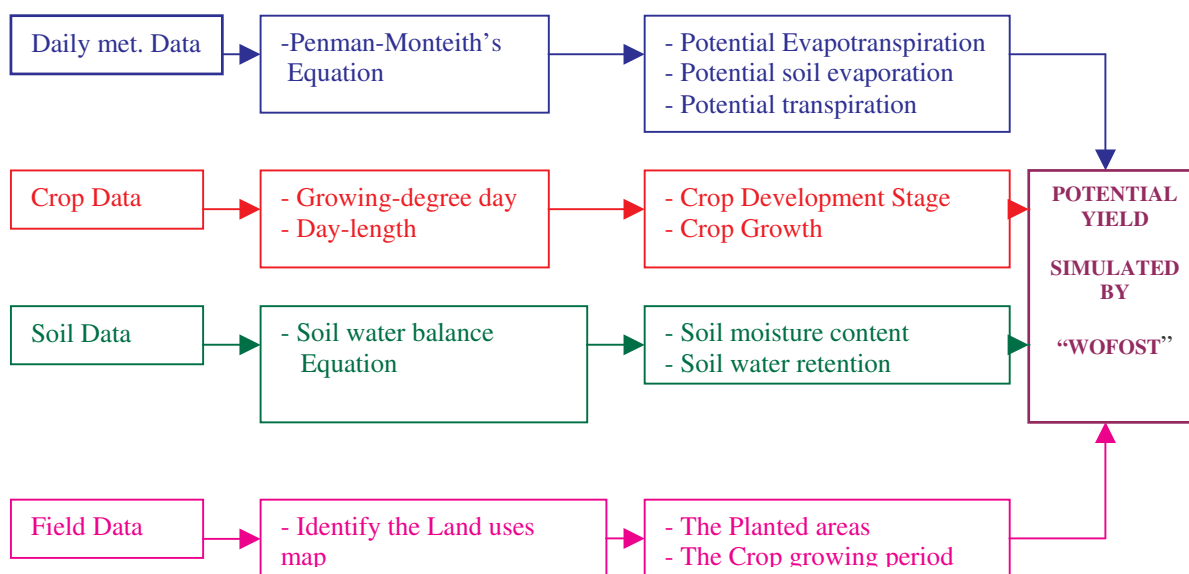 Daily met. Data
-Penman-Monteith's
Equation
- Potential Evapotranspiration
- Potential soil evaporation
- Potential transpiration
Crop Data
- Growing-degree day
- Day-length
- Crop Development Stage
- Crop Growth
Soil Data
- Soil water balance
Equation
- Soil moisture content
- Soil water retention
Field Data
- Identify the Land uses
map
- The Planted areas
- The Crop growing period
POTENTIAL
YIELD
SIMULATED
BY
“WOFOST”